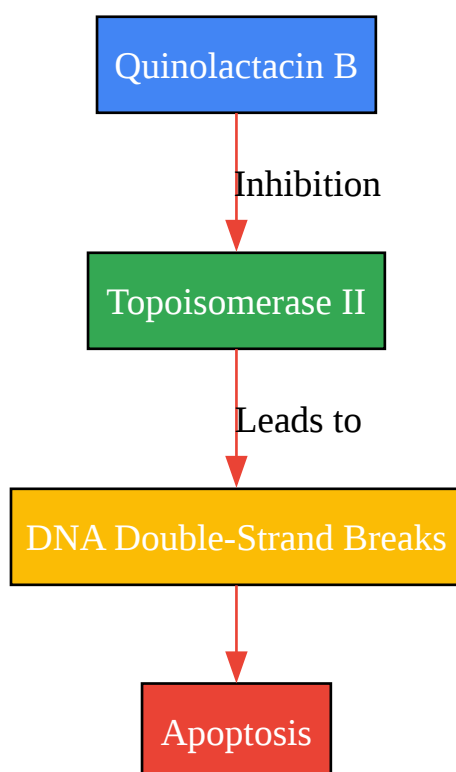 Quinolactacin B
Inhibition
Topoisomerase II
Leads to
DNA Double-Strand Breaks
Apoptosis